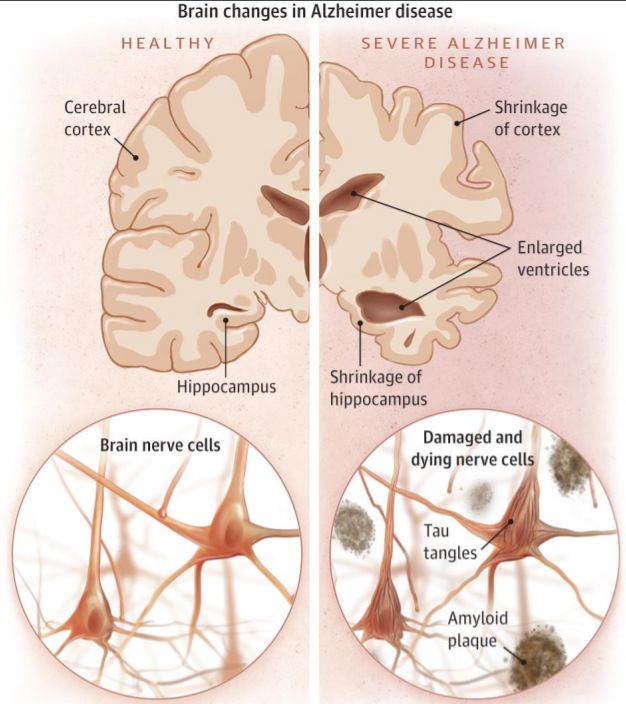 Brain changes in Alzheimer disease
HEALTHY
SEVERE ALZHEIMER
DISEASE
Cerebral
cortex
Shrinkage
of cortex
Enlarged
ventricles
Hippocampus
Shrinkage of
hippocampus
Brain nerve cells
Damaged and
dying nerve cells
Tau
tangles
Amyloid
plaque